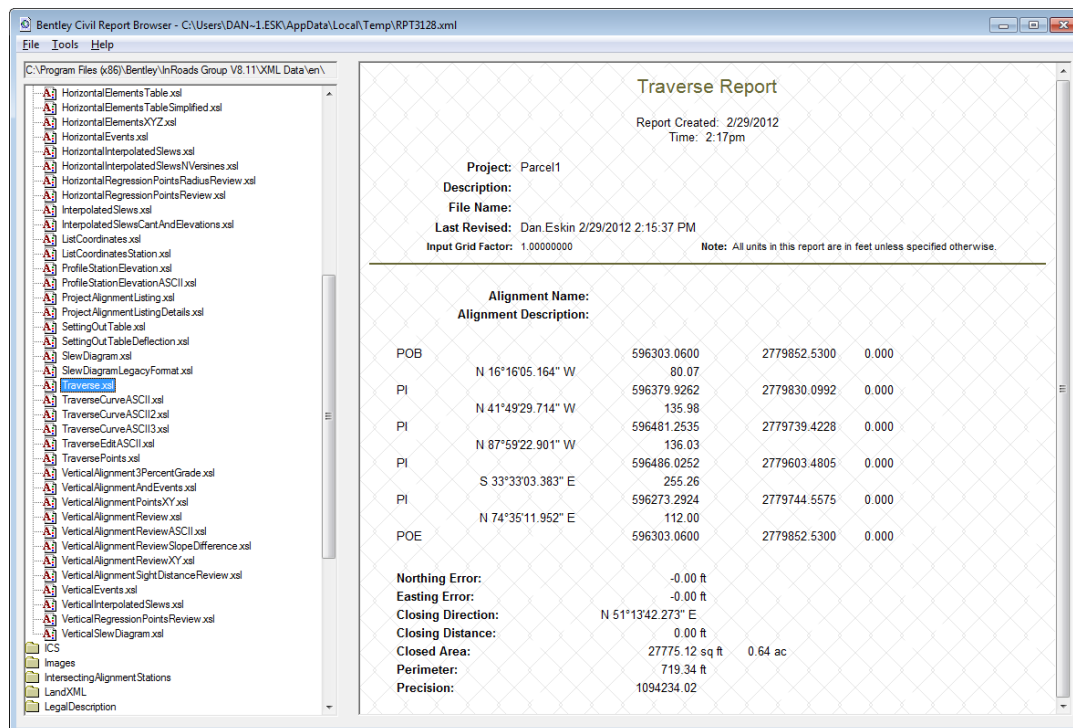 Bentley Civil Report Browser - C:\Users\DAN~1.ESK\AppData\Local\Temp\RPT3128.xml
File Tools Help
C:\Program Files (x86)\Bentley\InRoads Group V8.11\XML Data\en\
HorizontalElementsTable.xsl
HorizontalElementsTableSimplified.xsl
HorizontalElementsXYZ.xsl
HorizontalEvents.xsl
HorizontalInterpolatedSlews.xsl
HorizontalInterpolatedSlewsNVersines.xsl
HorizontalRegressionPointsRadiusReview.xsl
HorizontalRegressionPointsReview.xsl
InterpolatedSlews.xsl
InterpolatedSlewsCantAndElevations.xsl
ListCoordinates.xsl
ListCoordinatesStation.xsl
ProfileStationElevation.xsl
ProfileStationElevationASCII.xsl
ProjectAlignmentListing.xsl
ProjectAlignmentListingDetails.xsl
SettingOutTable.xsl
SettingOutTableDeflection.xsl
SlewDiagram.xsl
SlewDiagramLegacyFormat.xsl
Traverse.xsl
TraverseCurveASCII.xsl
TraverseCurveASCII2.xsl
TraverseCurveASCII3.xsl
TraverseEditASCII.xsl
TraversePoints.xsl
VerticalAlignment3PercentGrade.xsl
VerticalAlignmentAndEvents.xsl
VerticalAlignmentPointsXY.xsl
VerticalAlignmentReview.xsl
VerticalAlignmentReviewASCII.xsl
VerticalAlignmentReviewSlopeDifference.xsl
VerticalAlignmentReviewXY.xsl
VerticalAlignmentSightDistanceReview.xsl
VerticalEvents.xsl
VerticalInterpolatedSlews.xsl
VerticalRegressionPointsReview.xsl
VerticalSlewDiagram.xsl
ICS
Images
IntersectingAlignmentStations
LandXML
LegalDescription
Traverse Report
Report Created: 2/29/2012
Time: 2:17pm
Project: Parcel1
Description:
File Name:
Last Revised: Dan.Eskin 2/29/2012 2:15:37 PM
Input Grid Factor: 1.00000000 Note: All units in this report are in feet unless specified otherwise.
Alignment Name:
Alignment Description:
POB 596303.0600 2779852.5300 0.000
N 16°16'05.164" W 80.07
PI 596379.9262 2779830.0992 0.000
N 41°49'29.714" W 135.98
PI 596481.2535 2779739.4228 0.000
N 87°59'22.901" W 136.03
PI 596486.0252 2779603.4805 0.000
S 33°33'03.383" E 255.26
PI 596273.2924 2779744.5575 0.000
N 74°35'11.952" E 112.00
POE 596303.0600 2779852.5300 0.000
Northing Error: -0.00 ft
Easting Error: -0.00 ft
Closing Direction: N 51°13'42.273" E
Closing Distance: 0.00 ft
Closed Area: 27775.12 sq ft 0.64 ac
Perimeter: 719.34 ft
Precision: 1094234.02